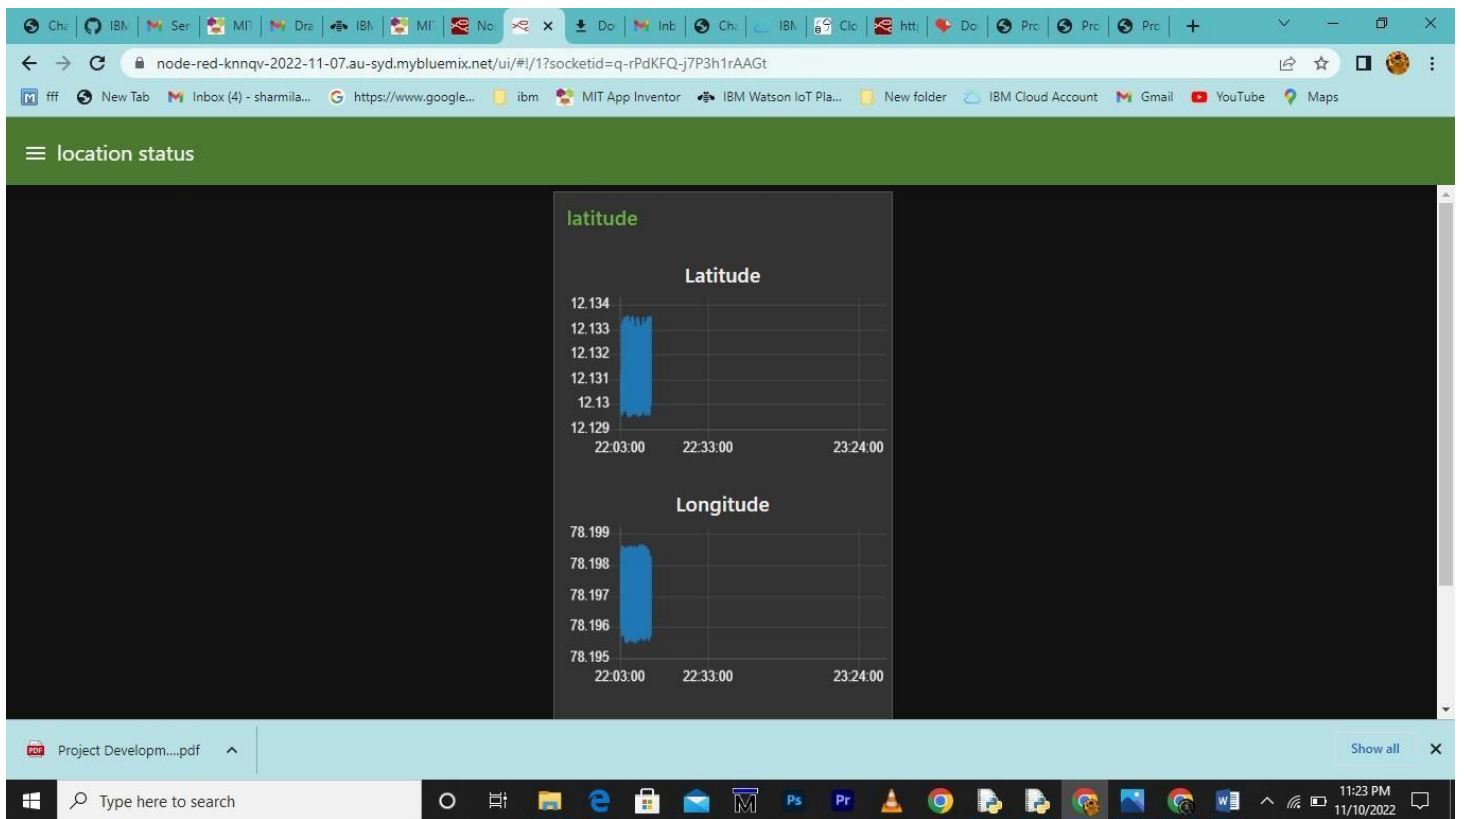 Cha IBM Ser MIT Dra IBM MIT No Do Inb Cha IBM Clo htt Do Pro Pro Pro
node-red-knnqv-2022-11-07.au-syd.mybluemix.net/ui/#!/1?socketid=q-rPdKFQ-j7P3h1rAAGt
fff New Tab Inbox (4) - sharmila... https://www.google... ibm MIT App Inventor IBM Watson IoT Pla... New folder IBM Cloud Account Gmail YouTube Maps
location status
latitude
Latitude
12.134
12.133
12.132
12.131
12.13
12.129
22:03:00 22:33:00 23:24:00
Longitude
78.199
78.198
78.197
78.196
78.195
22:03:00 22:33:00 23:24:00
PDF Project Developm....pdf Show all
Type here to search Ps Pr W 11:23 PM
11/10/2022